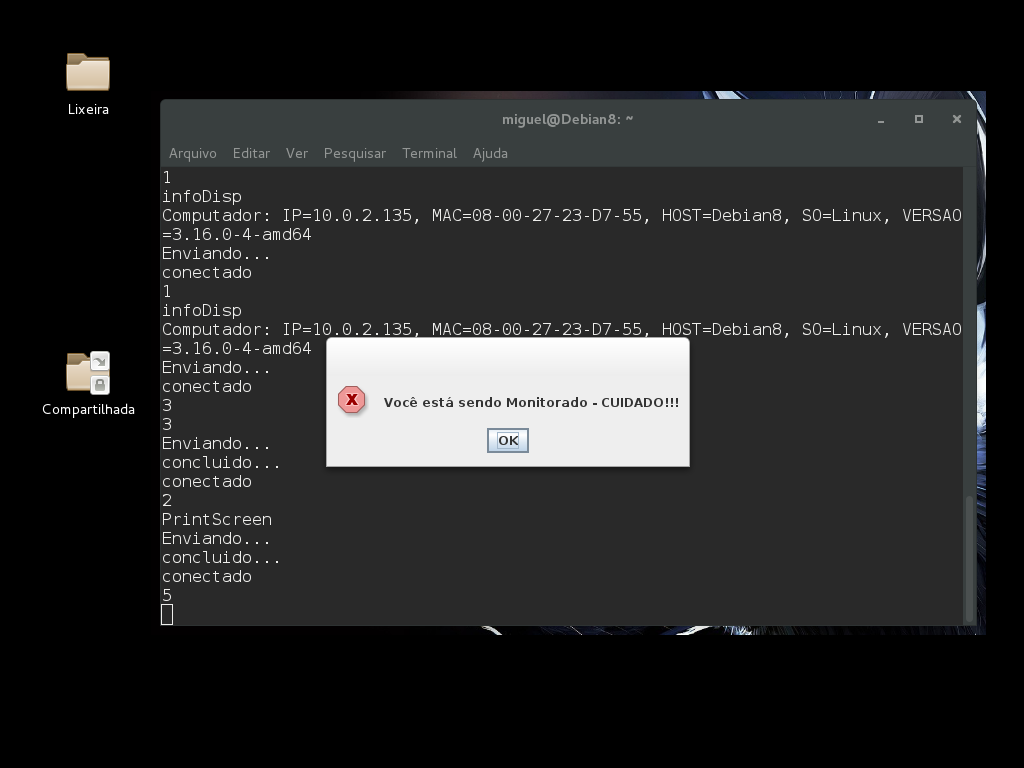 Lixeira
miguel@Debian8: ~
Arquivo Editar Ver Pesquisar Terminal Ajuda
1
infoDisp
Computador: IP=10.0.2.135, MAC=08-00-27-23-D7-55, HOST=Debian8, SO=Linux, VERSAO
=3.16.0-4-amd64
Enviando...
conectado
1
infoDisp
Computador: IP=10.0.2.135, MAC=08-00-27-23-D7-55, HOST=Debian8, SO=Linux, VERSAO
=3.16.0-4-amd64
Enviando...
conectado
3
3
Enviando...
concluido...
conectado
2
PrintScreen
Enviando...
concluido...
conectado
5
Você está sendo Monitorado - CUIDADO!!!
OK
Compartilhada